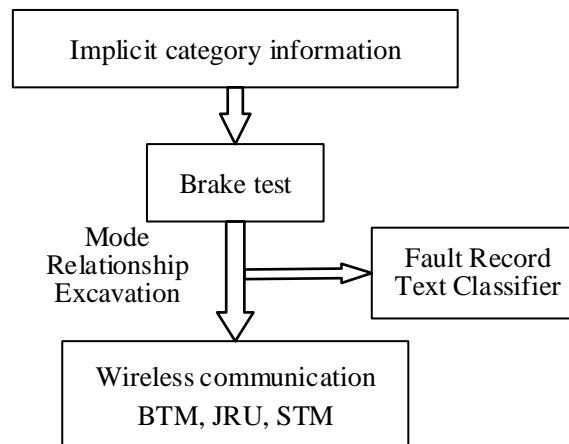 Implicit category information
Brake test
Mode
Relationship
Excavation
Fault Record
Text Classifier
Wireless communication
BTM, JRU, STM